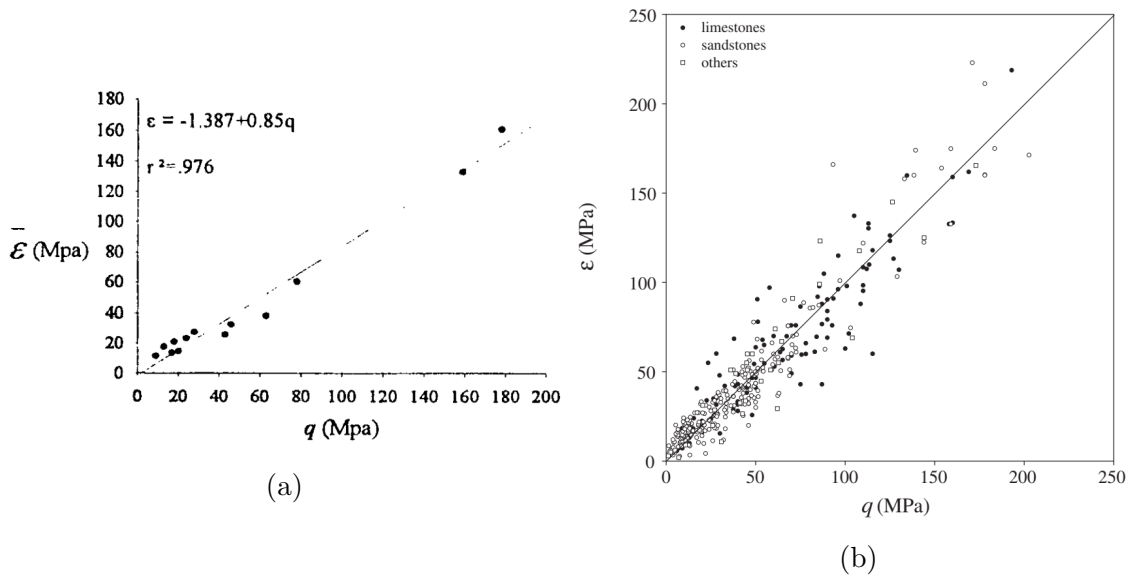 180
160
140
120
100
80
60
40
20
0
ε = -1.387+0.85q
r²=.976
ε̅ (Mpa)
0 20 40 60 80 100 120 140 160 180 200
q (Mpa)
(a)
250
200
150
100
50
0
limestones
sandstones
others
ε (MPa)
0 50 100 150 200 250
q (MPa)
(b)